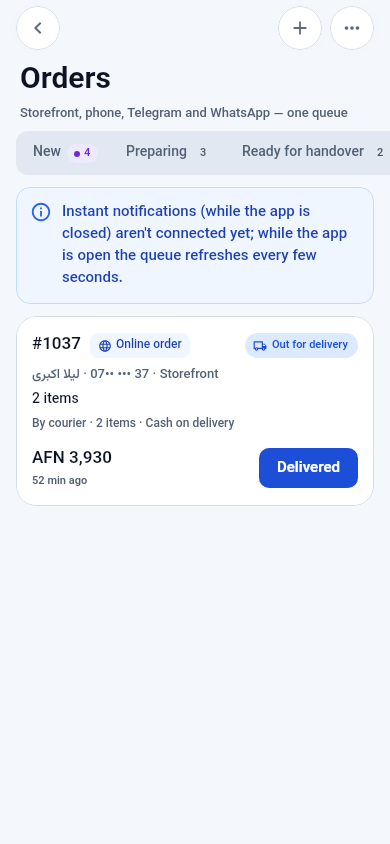 Orders
Storefront, phone, Telegram and WhatsApp — one queue
New 4 Preparing 3 Ready for handover 2
Instant notifications (while the app is
closed) aren't connected yet; while the app
is open the queue refreshes every few
seconds.
#1037 Online order Out for delivery
لیلا اکبری · 07•• ••• 37 · Storefront
2 items
By courier · 2 items · Cash on delivery
AFN 3,930
52 min ago
Delivered